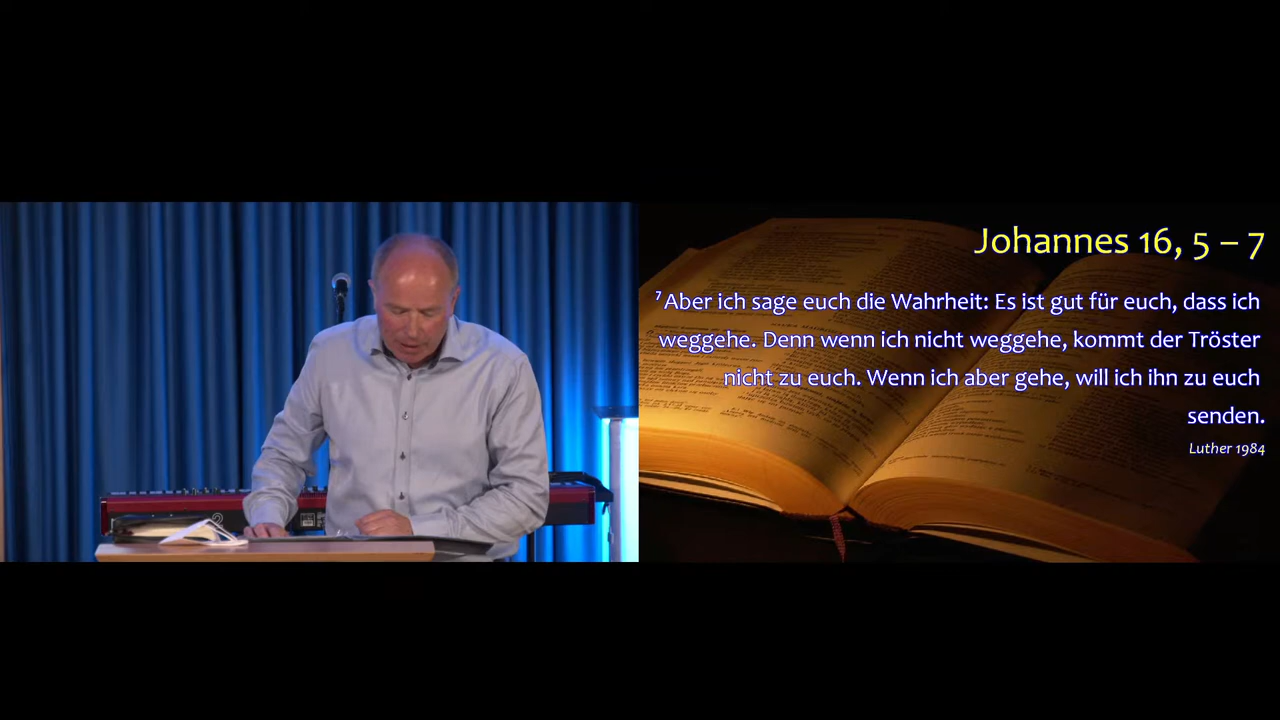 Johannes 16, 5 – 7
⁷Aber ich sage euch die Wahrheit: Es ist gut für euch, dass ich
weggehe. Denn wenn ich nicht weggehe, kommt der Tröster
nicht zu euch. Wenn ich aber gehe, will ich ihn zu euch
senden.
Luther 1984